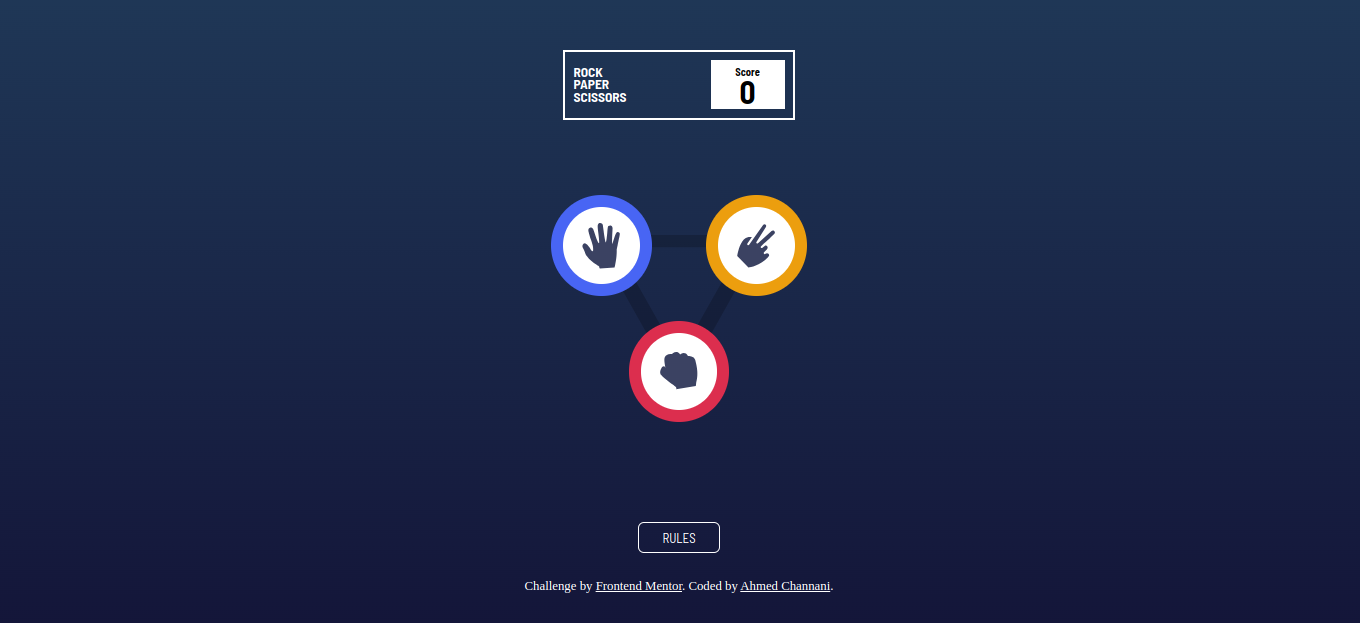 ROCK
PAPER
SCISSORS
Score
0
RULES
Challenge by Frontend Mentor. Coded by Ahmed Channani.